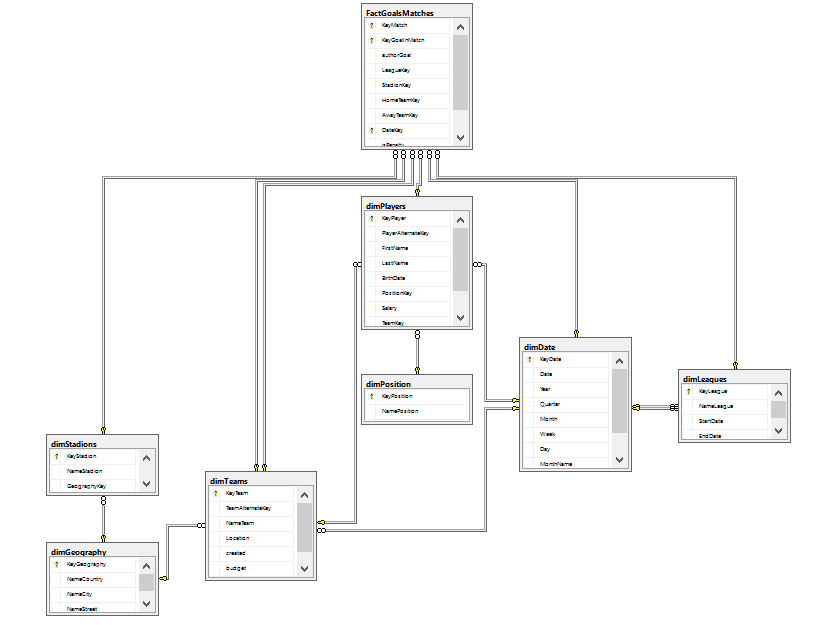 FactGoalsMatches
KeyMatch
KeyGoalInMatch
authorGoal
LeagueKey
StadionKey
HomeTeamKey
AwayTeamKey
DateKey
dimPlayers
KeyPlayer
PlayerAlternateKey
FirstName
LastName
BirthDate
PositionKey
Salary
TeamKey
dimDate
KeyDate
Date
Year
Quarter
Month
Week
Day
MonthName
dimPosition
KeyPosition
NamePosition
dimLeagues
KeyLeague
NameLeague
StartDate
EndDate
dimStadions
KeyStadion
NameStadion
GeographyKey
dimTeams
KeyTeam
TeamAlternateKey
NameTeam
Location
created
budget
dimGeography
KeyGeography
NameCountry
NameCity
NameStreet